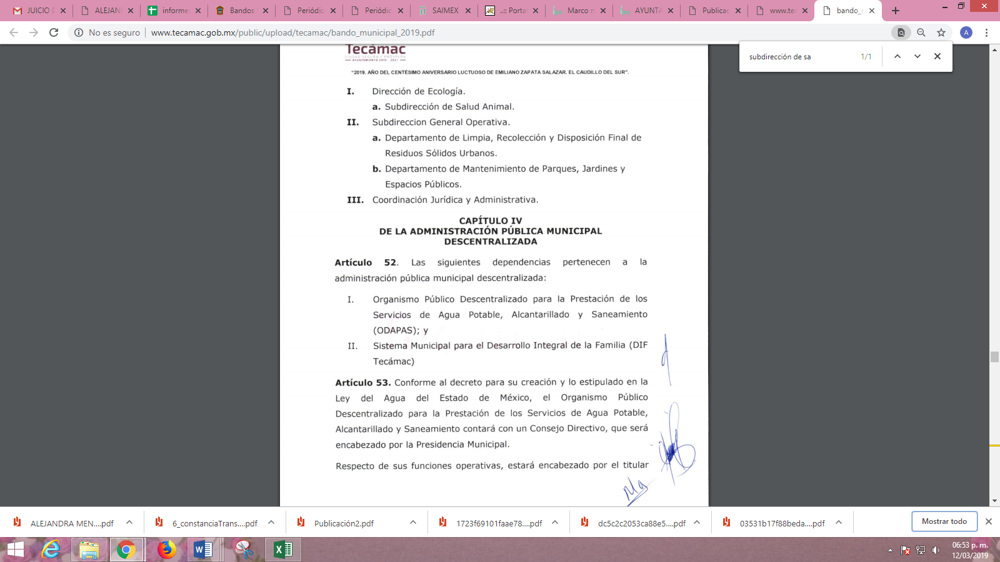 JUICIO D
ALEJAN
informe
Bandos
Periódic
Periódic
SAIMEX
..:: Porta
Marco n
AYUNTA
Publicac
www.tec
bando_
No es seguro
www.tecamac.gob.mx/public/upload/tecamac/bando_municipal_2019.pdf
A
subdirección de sa
1/1
Tecámac
CIUDAD SEGURA Y PRÓSPERA
AYUNTAMIENTO 2019 - 2021
"2019. AÑO DEL CENTÉSIMO ANIVERSARIO LUCTUOSO DE EMILIANO ZAPATA SALAZAR. EL CAUDILLO DEL SUR".
I. Dirección de Ecología.
a. Subdirección de Salud Animal.
II. Subdireccion General Operativa.
a. Departamento de Limpia, Recolección y Disposición Final de
Residuos Sólidos Urbanos.
b. Departamento de Mantenimiento de Parques, Jardines y
Espacios Públicos.
III. Coordinación Jurídica y Administrativa.
CAPÍTULO IV
DE LA ADMINISTRACIÓN PÚBLICA MUNICIPAL
DESCENTRALIZADA
Artículo 52. Las siguientes dependencias pertenecen a la
administración pública municipal descentralizada:
I. Organismo Público Descentralizado para la Prestación de los
Servicios de Agua Potable, Alcantarillado y Saneamiento
(ODAPAS); y
II. Sistema Municipal para el Desarrollo Integral de la Familia (DIF
Tecámac)
Artículo 53. Conforme al decreto para su creación y lo estipulado en la
Ley del Agua del Estado de México, el Organismo Público
Descentralizado para la Prestación de los Servicios de Agua Potable,
Alcantarillado y Saneamiento contará con un Consejo Directivo, que será
encabezado por la Presidencia Municipal.
Respecto de sus funciones operativas, estará encabezado por el titular
ALEJANDRA MEN....pdf
6_constanciaTrans....pdf
Publicación2.pdf
1723f69101faae78....pdf
dc5c2c2053ca88e5....pdf
03531b17f88beda....pdf
Mostrar todo
06:53 p. m.
12/03/2019